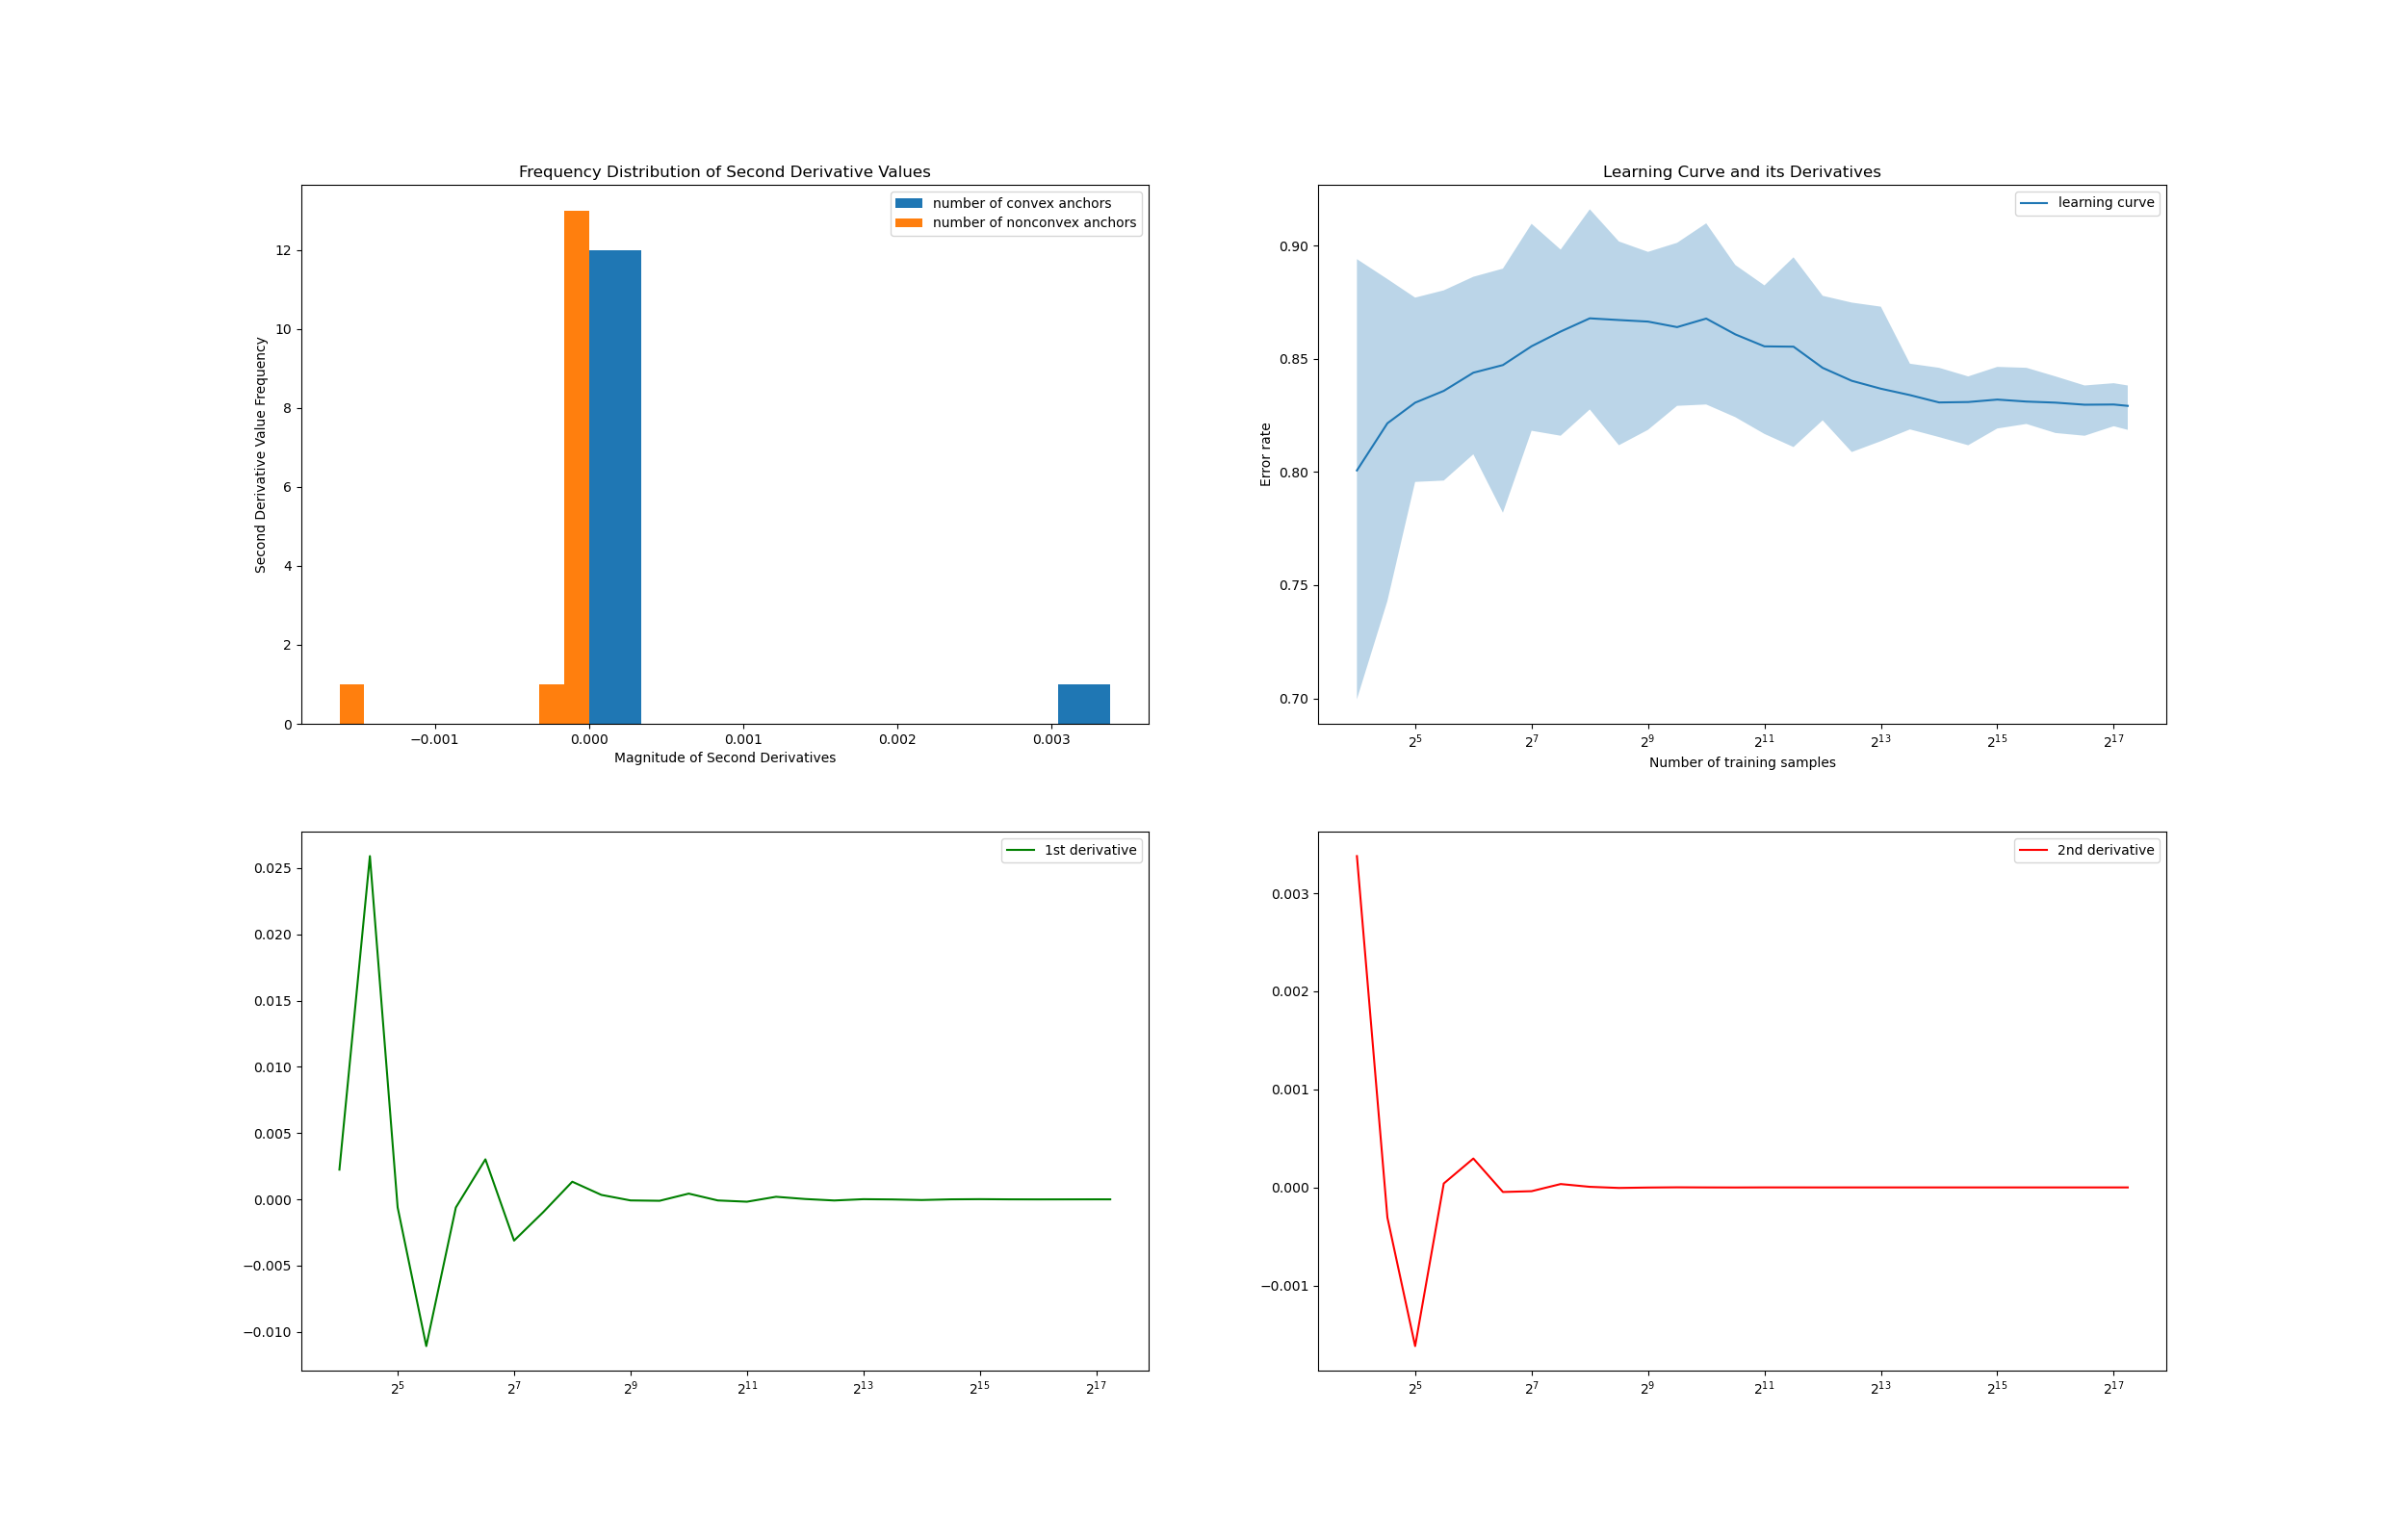 Frequency Distribution of Second Derivative Values
number of convex anchors
number of nonconvex anchors
Second Derivative Value Frequency
12
10
8
6
4
2
0
−0.001 0.000 0.001 0.002 0.003
Magnitude of Second Derivatives
Learning Curve and its Derivatives
learning curve
Error rate
0.90
0.85
0.80
0.75
0.70
2^5 2^7 2^9 2^11 2^13 2^15 2^17
Number of training samples
1st derivative
0.025
0.020
0.015
0.010
0.005
0.000
−0.005
−0.010
2^5 2^7 2^9 2^11 2^13 2^15 2^17
2nd derivative
0.003
0.002
0.001
0.000
−0.001
2^5 2^7 2^9 2^11 2^13 2^15 2^17